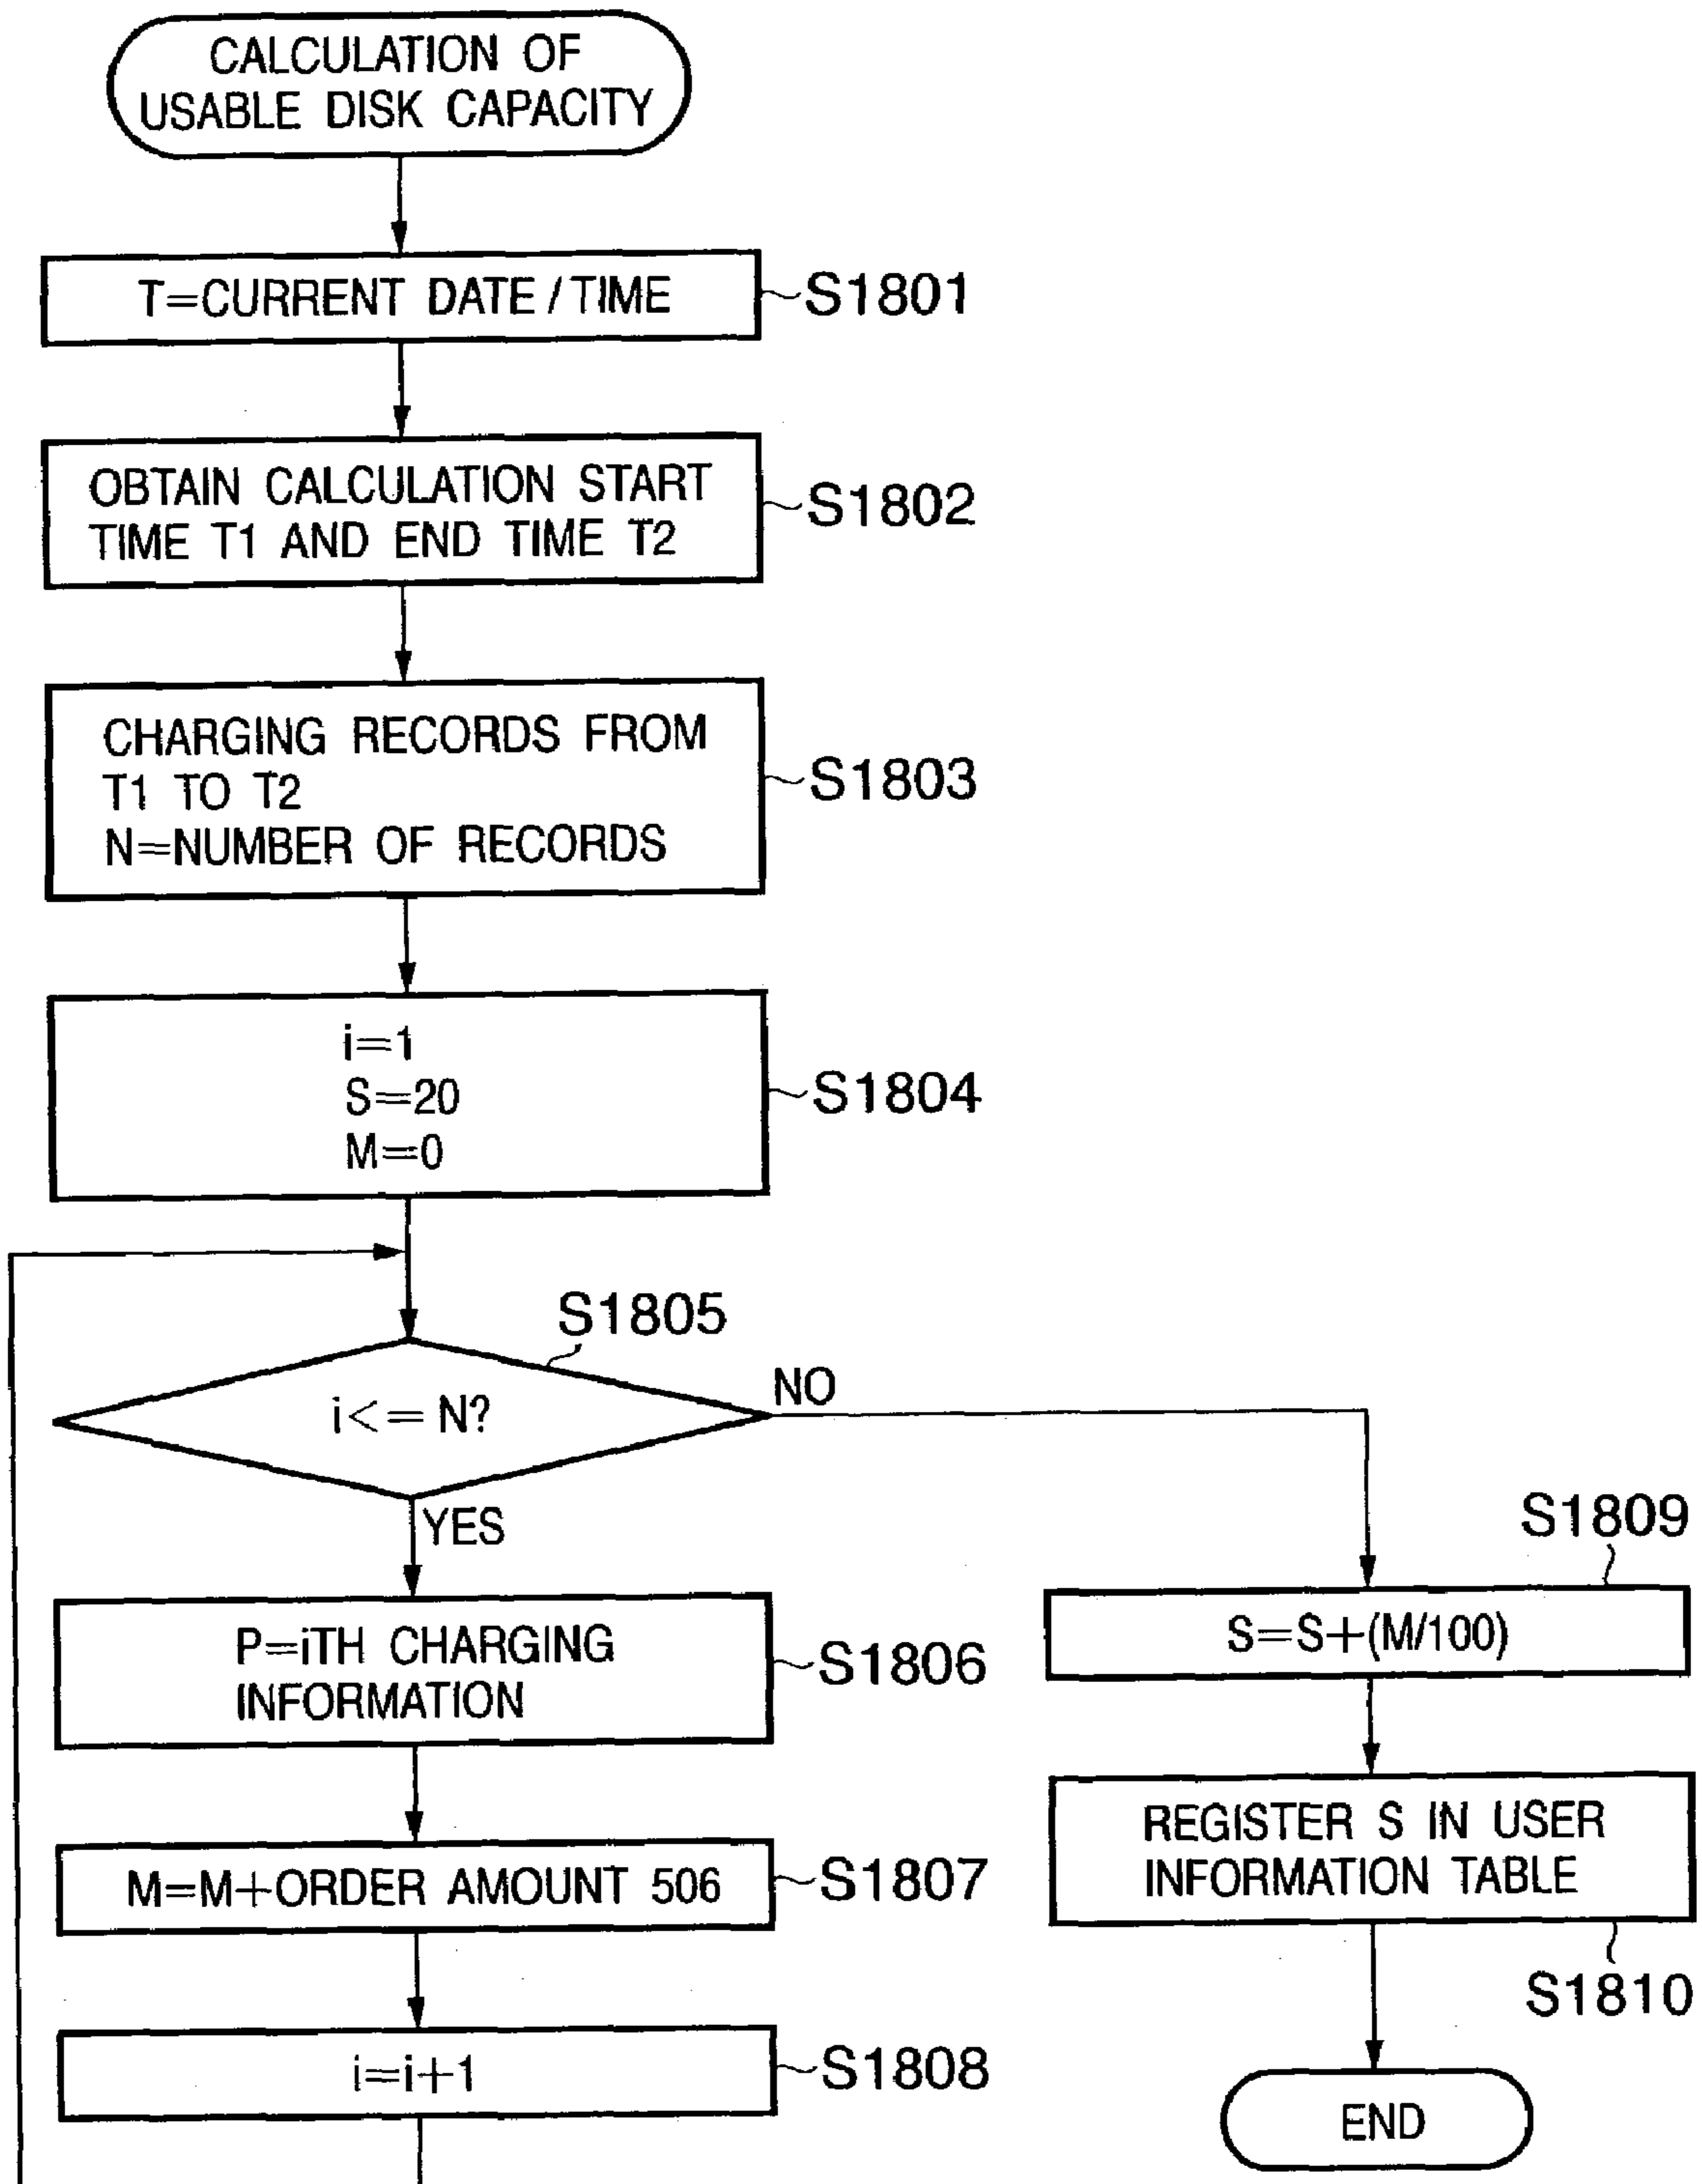 CALCULATION OF
USABLE DISK CAPACITY
T=CURRENT DATE/TIME
S1801
OBTAIN CALCULATION START
TIME T1 AND END TIME T2
S1802
CHARGING RECORDS FROM
T1 TO T2
N=NUMBER OF RECORDS
S1803
i=1
S=20
M=0
S1804
S1805
i<=N?
NO
YES
P=iTH CHARGING
INFORMATION
S1806
M=M+ORDER AMOUNT 506
S1807
i=i+1
S1808
S1809
S=S+(M/100)
REGISTER S IN USER
INFORMATION TABLE
S1810
END